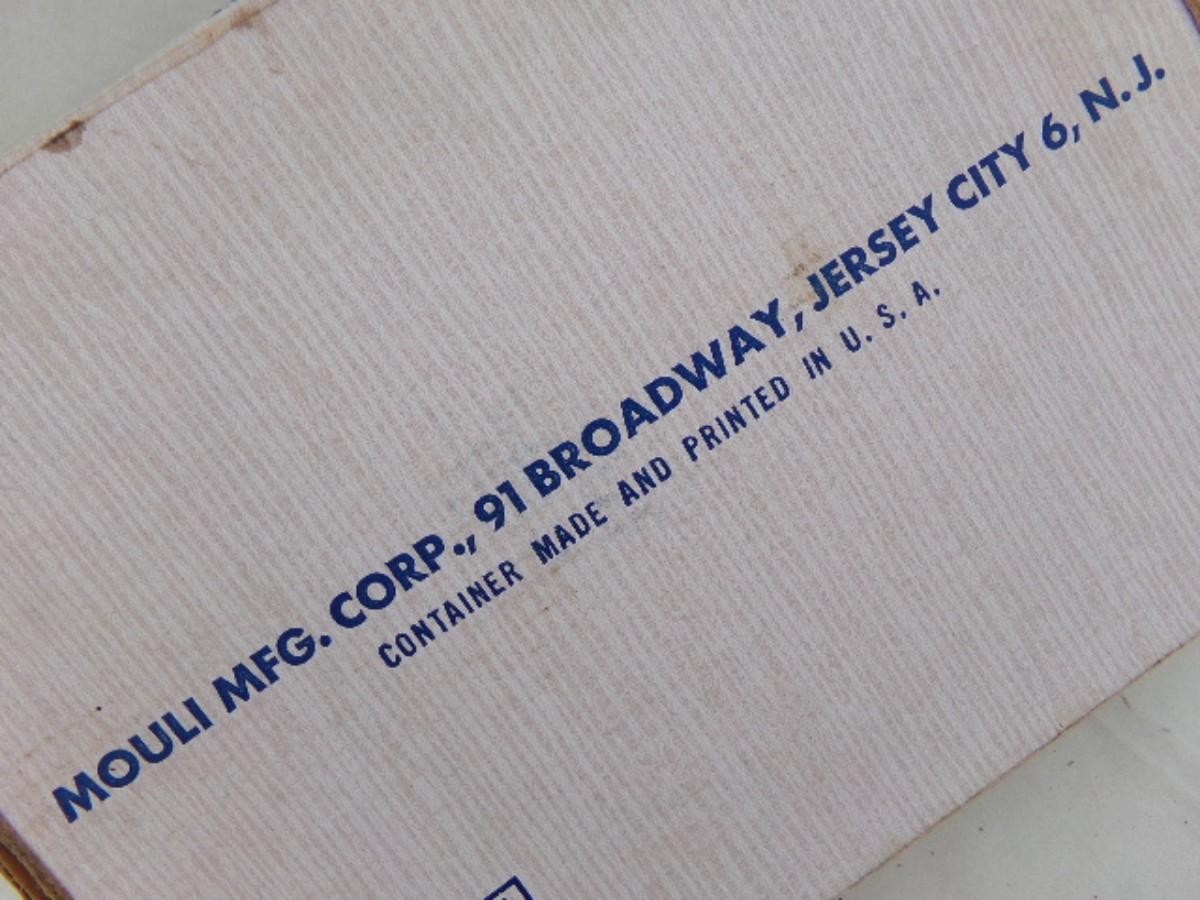 MOULI MFG. CORP., 91 BROADWAY, JERSEY CITY 6, N. J.
CONTAINER MADE AND PRINTED IN U. S. A.